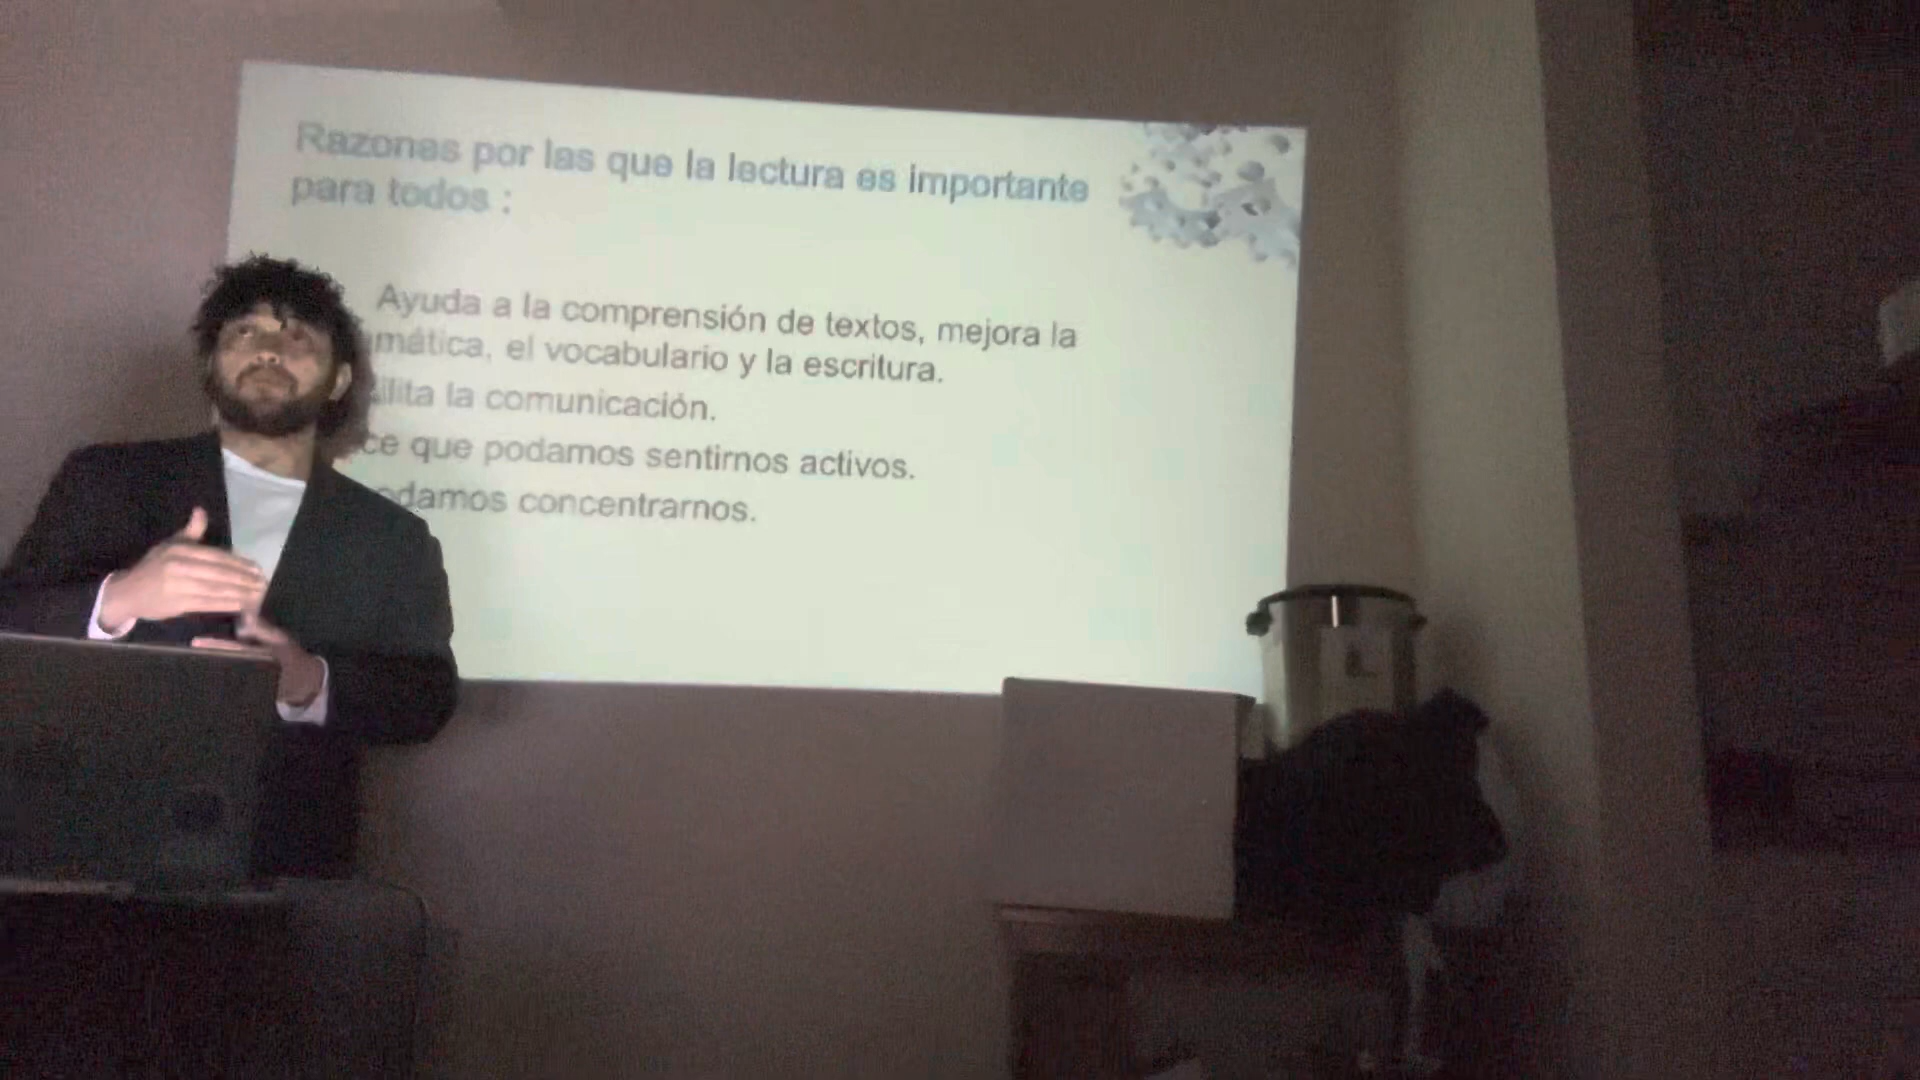 Razones por las que la lectura es importante
para todos :
Ayuda a la comprensión de textos, mejora la
mática, el vocabulario y la escritura.
ilita la comunicación.
ce que podamos sentirnos activos.
damos concentrarnos.